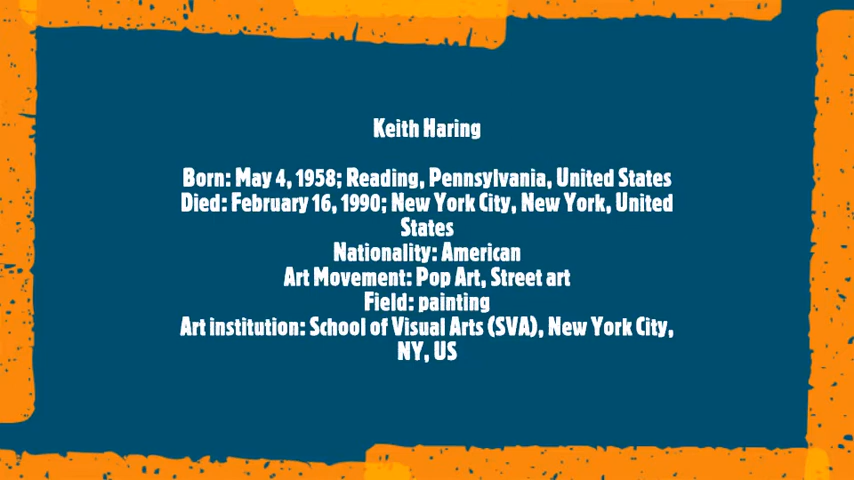 Keith Haring
Born: May 4, 1958; Reading, Pennsylvania, United States
Died: February 16, 1990; New York City, New York, United
States
Nationality: American
Art Movement: Pop Art, Street art
Field: painting
Art institution: School of Visual Arts (SVA), New York City,
NY, US